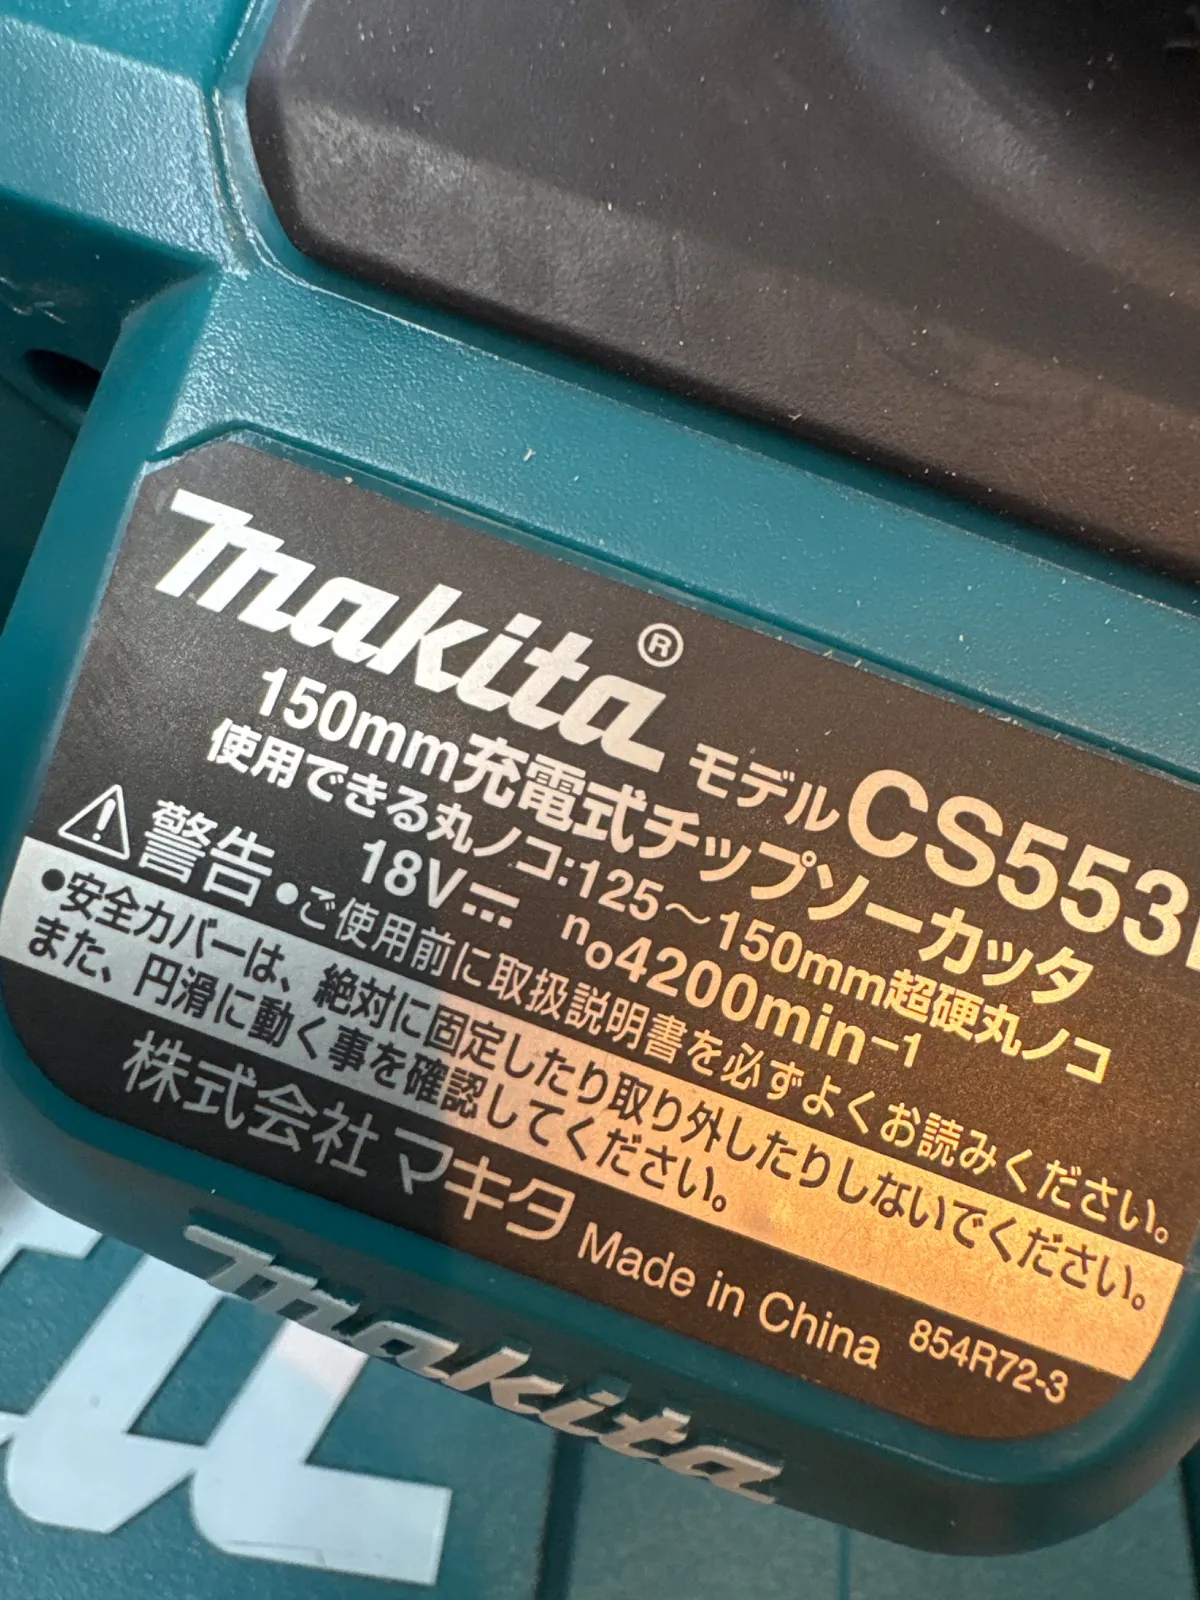 makita®
モデル CS553
150mm充電式チップソーカッタ
使用できる丸ノコ:125～150mm超硬丸ノコ
18V⎓ n₀4200min⁻¹
⚠警告 ●ご使用前に取扱説明書を必ずよくお読みください。
●安全カバーは、絶対に固定したり取り外したりしないでください。
また、円滑に動く事を確認してください。
株式会社マキタ Made in China 854R72-3
makita